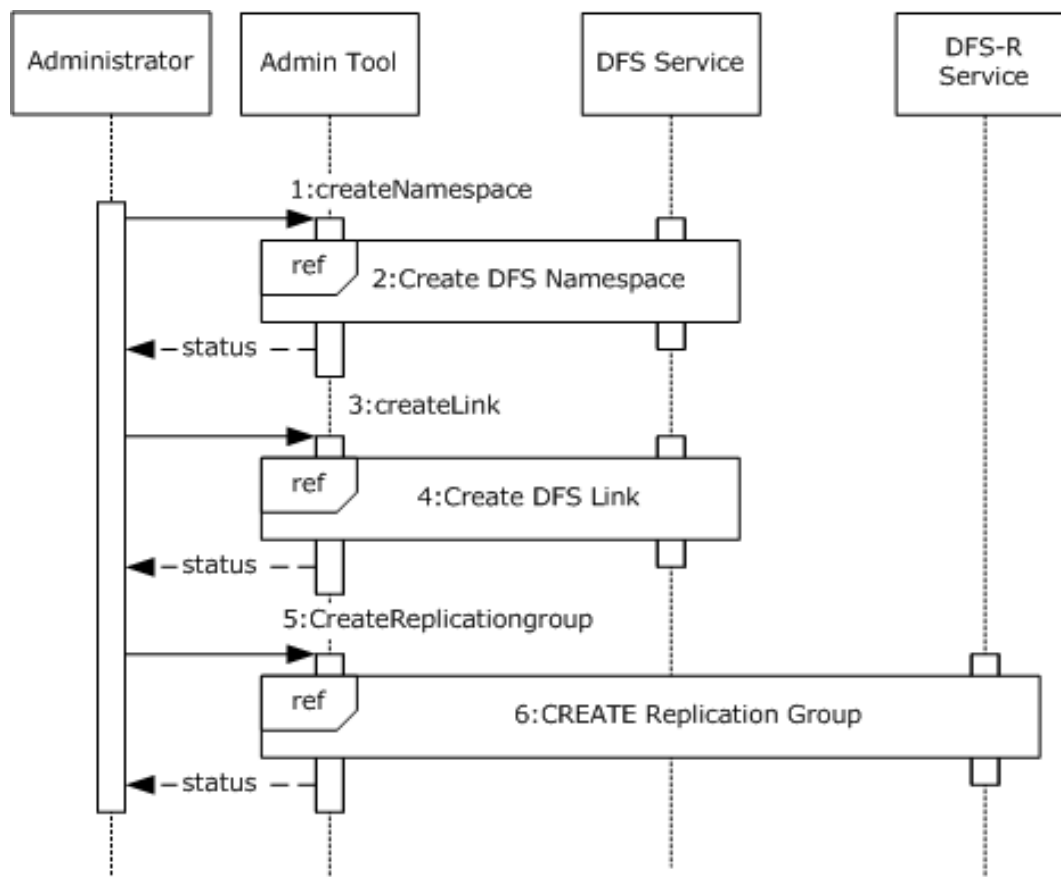 Administrator
Admin Tool
DFS Service
DFS-R
Service
1:createNamespace
ref
2:Create DFS Namespace
status
3:createLink
ref
4:Create DFS Link
status
5:CreateReplicationgroup
ref
6:CREATE Replication Group
status